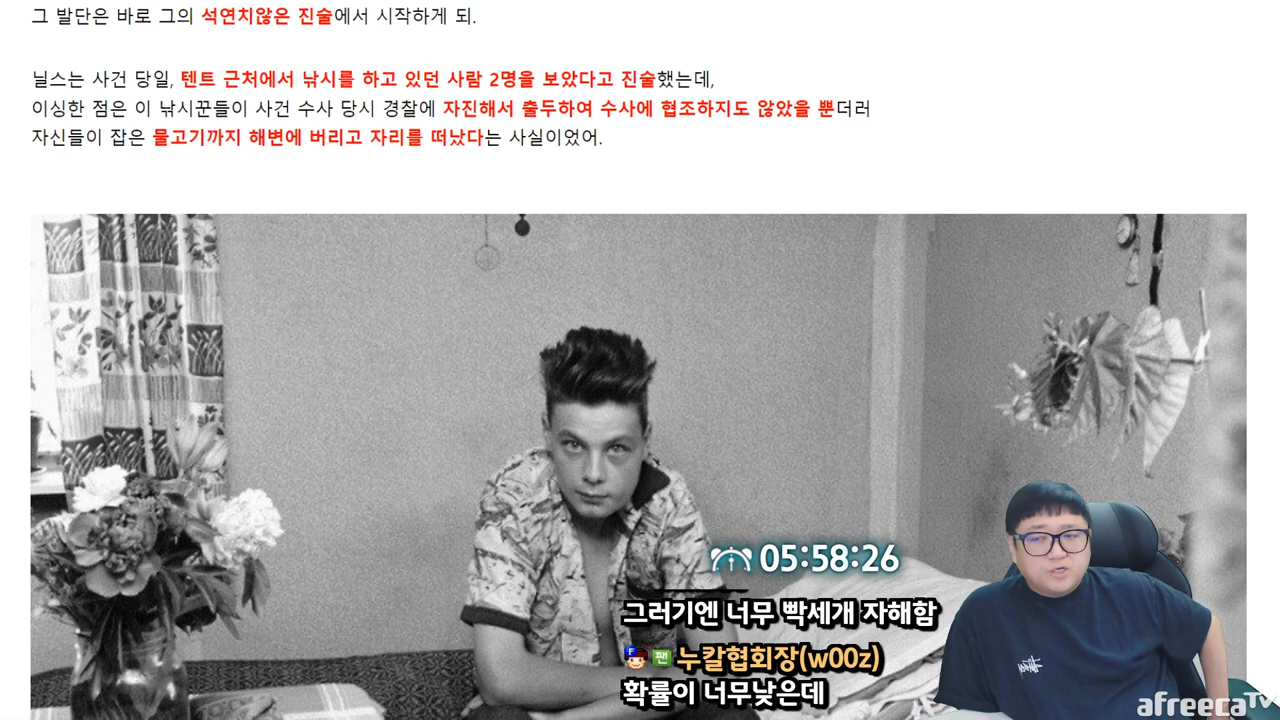 그 발단은 바로 그의 석연치않은 진술에서 시작하게 되.
닐스는 사건 당일, 텐트 근처에서 낚시를 하고 있던 사람 2명을 보았다고 진술했는데,
이싱한 점은 이 낚시꾼들이 사건 수사 당시 경찰에 자진해서 출두하여 수사에 협조하지도 않았을 뿐더러
자신들이 잡은 물고기까지 해변에 버리고 자리를 떠났다는 사실이었어.
05:58:26
그러기엔 너무 빡세개 자해함
F 팬 누칼협회장(w00z)
확률이 너무낮은데
afreecaTV